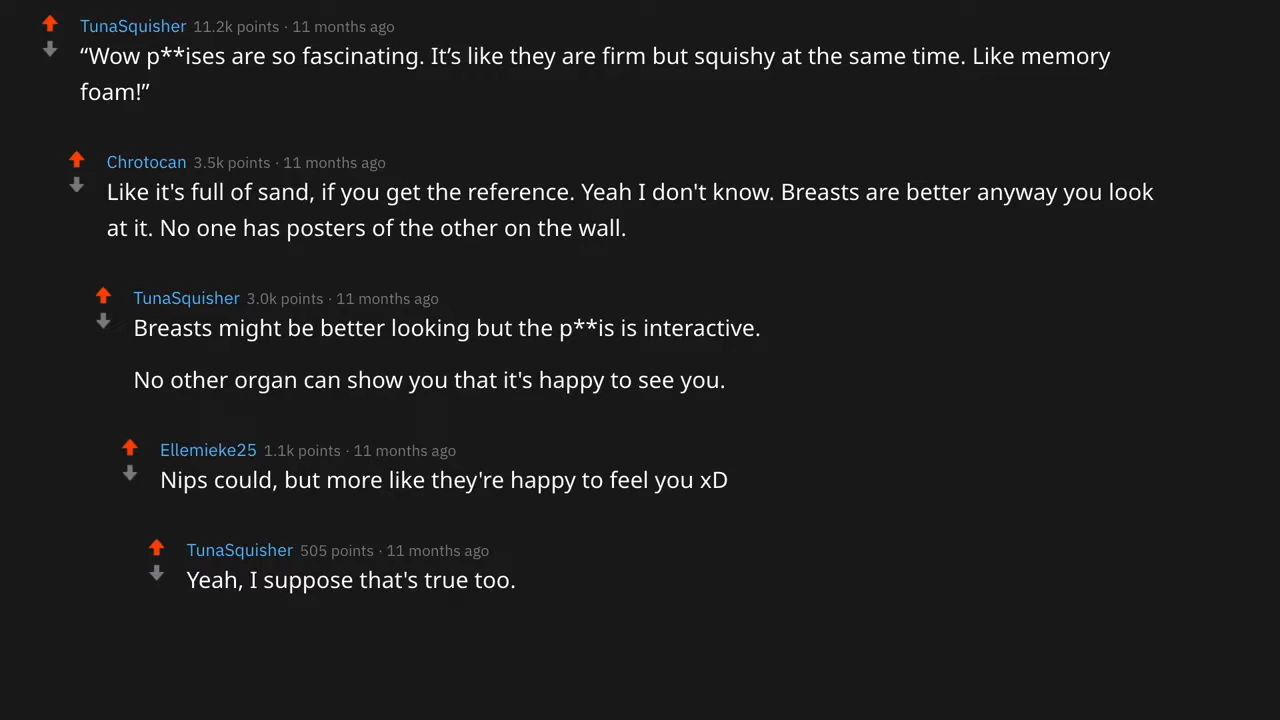 TunaSquisher 11.2k points · 11 months ago
“Wow p**ises are so fascinating. It’s like they are firm but squishy at the same time. Like memory
foam!”
Chrotocan 3.5k points · 11 months ago
Like it's full of sand, if you get the reference. Yeah I don't know. Breasts are better anyway you look
at it. No one has posters of the other on the wall.
TunaSquisher 3.0k points · 11 months ago
Breasts might be better looking but the p**is is interactive.
No other organ can show you that it's happy to see you.
Ellemieke25 1.1k points · 11 months ago
Nips could, but more like they're happy to feel you xD
TunaSquisher 505 points · 11 months ago
Yeah, I suppose that's true too.